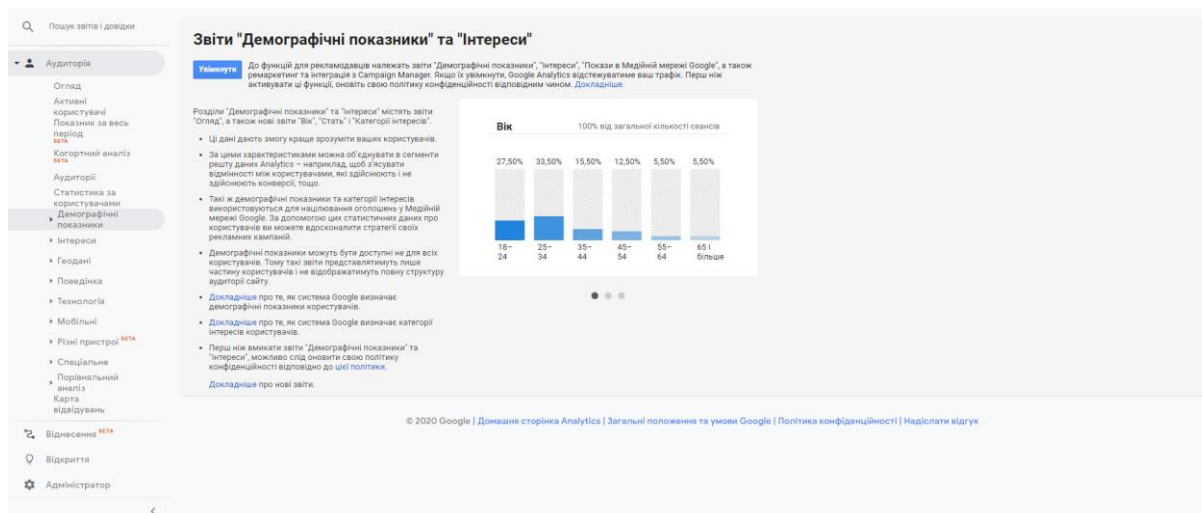 Пошук звітів і довідки
Аудиторія
Огляд
Активні
користувачі
Показник за весь
період
БЕТА
Когортний аналіз
БЕТА
Аудиторії
Статистика за
користувачами
Демографічні
показники
Інтереси
Геодані
Поведінка
Технологія
Мобільні
Різні пристрої БЕТА
Спеціальне
Порівняльний
аналіз
Карта
відвідувань
Віднесення БЕТА
Відкриття
Адміністратор
Звіти "Демографічні показники" та "Інтереси"
Увімкнути
До функцій для рекламодавців належать звіти "Демографічні показники", "Інтереси", "Покази в Медійній мережі Google", а також
ремаркетинг та інтеграція з Campaign Manager. Якщо їх увімкнути, Google Analytics відстежуватиме ваш трафік. Перш ніж
активувати ці функції, оновіть свою політику конфіденційності відповідним чином. Докладніше.
Розділи "Демографічні показники" та "Інтереси" містять звіти
"Огляд", а також нові звіти "Вік", "Стать" і "Категорії інтересів".
• Ці дані дають змогу краще зрозуміти ваших користувачів.
• За цими характеристиками можна об'єднувати в сегменти
решту даних Analytics – наприклад, щоб з'ясувати
відмінності між користувачами, які здійснюють і не
здійснюють конверсії, тощо.
• Такі ж демографічні показники та категорії інтересів
використовуються для націлювання оголошень у Медійній
мережі Google. За допомогою цих статистичних даних про
користувачів ви можете вдосконалити стратегії своїх
рекламних кампаній.
• Демографічні показники можуть бути доступні не для всіх
користувачів. Тому такі звіти представлятимуть лише
частину користувачів і не відображатимуть повну структуру
аудиторії сайту.
• Докладніше про те, як система Google визначає
демографічні показники користувачів.
• Докладніше про те, як система Google визначає категорії
інтересів користувачів.
• Перш ніж вмикати звіти "Демографічні показники" та
"Інтереси", можливо слід оновити свою політику
конфіденційності відповідно до цієї політики.
Докладніше про нові звіти.
Вік 100% від загальної кількості сеансів
27,50% 33,50% 15,50% 12,50% 5,50% 5,50%
18– 25– 35– 45– 55– 65 і
24 34 44 54 64 більше
© 2020 Google | Домашня сторінка Analytics | Загальні положення та умови Google | Політика конфіденційності | Надіслати відгук